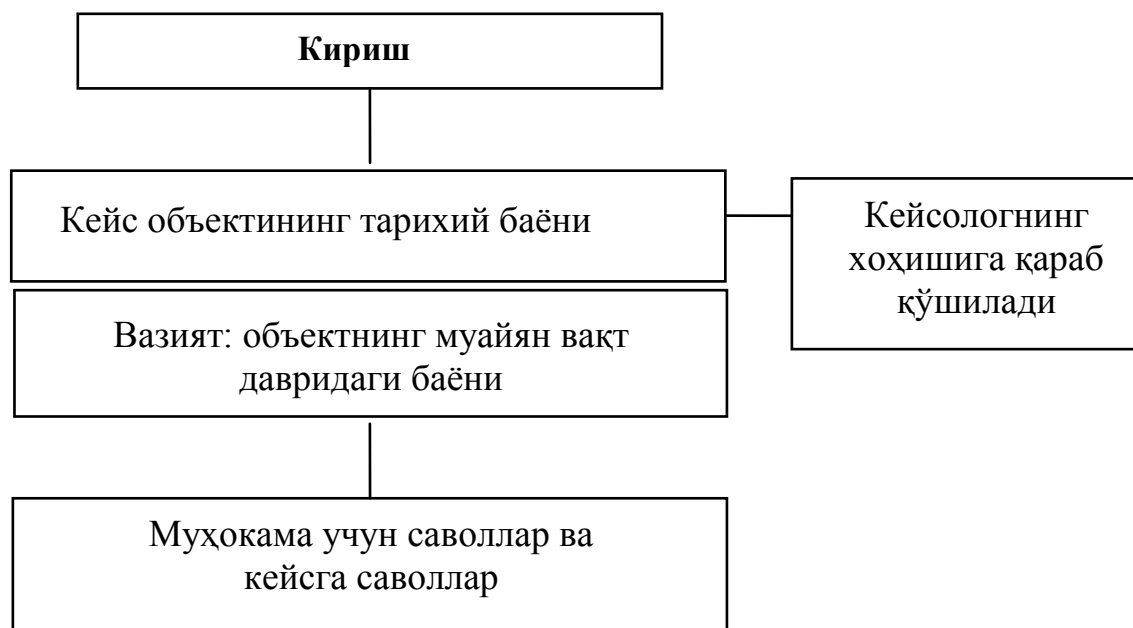 Кириш
Кейс объектининг тарихий баёни
Кейсологнинг
хоҳишига қараб
қўшилади
Вазият: объектнинг муайян вақт
давридаги баёни
Муҳокама учун саволлар ва
кейсга саволлар